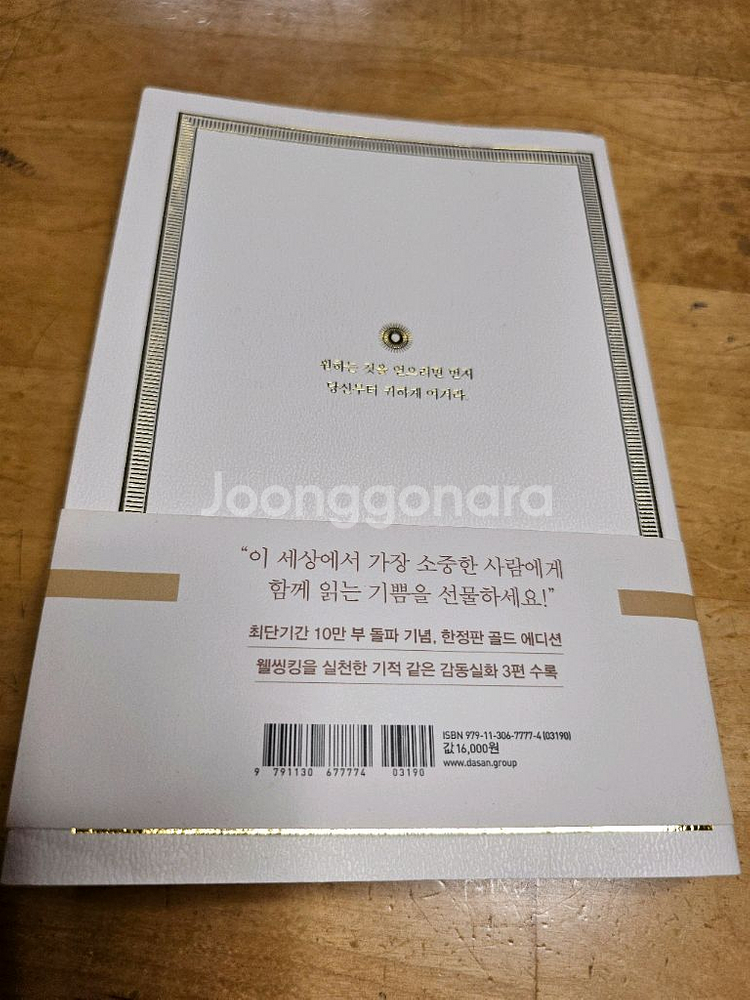 원하는 것을 얻으려면 먼저
당신부터 귀하게 여겨라.
Joonggonara
“이 세상에서 가장 소중한 사람에게
함께 읽는 기쁨을 선물하세요!”
최단기간 10만 부 돌파 기념, 한정판 골드 에디션
웰씽킹을 실천한 기적 같은 감동실화 3편 수록
ISBN 979-11-306-7777-4 (03190)
값 16,000원
www.dasan.group
9 791130 677774 03190